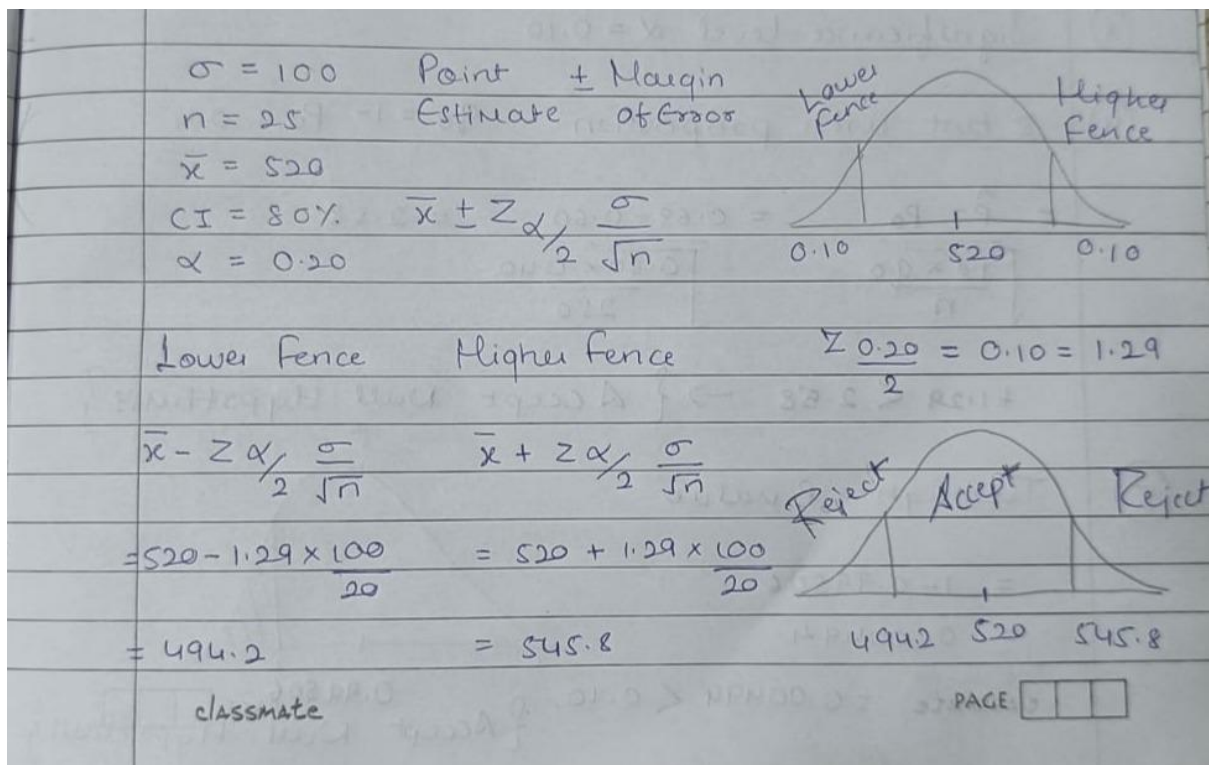 σ = 100 Point ± Margin
n = 25 Estimate of Error
x̄ = 520
CI = 80% x̄ ± Z α/2 σ/√n
α = 0.20
Lower fence
Higher fence
0.10 520 0.10
Lower fence Higher fence Z 0.20/2 = 0.10 = 1.29
x̄ - Z α/2 σ/√n x̄ + Z α/2 σ/√n
Reject Accept Reject
= 520 - 1.29 × 100/20 = 520 + 1.29 × 100/20
= 494.2 = 545.8 4942 520 545.8
classmate PAGE